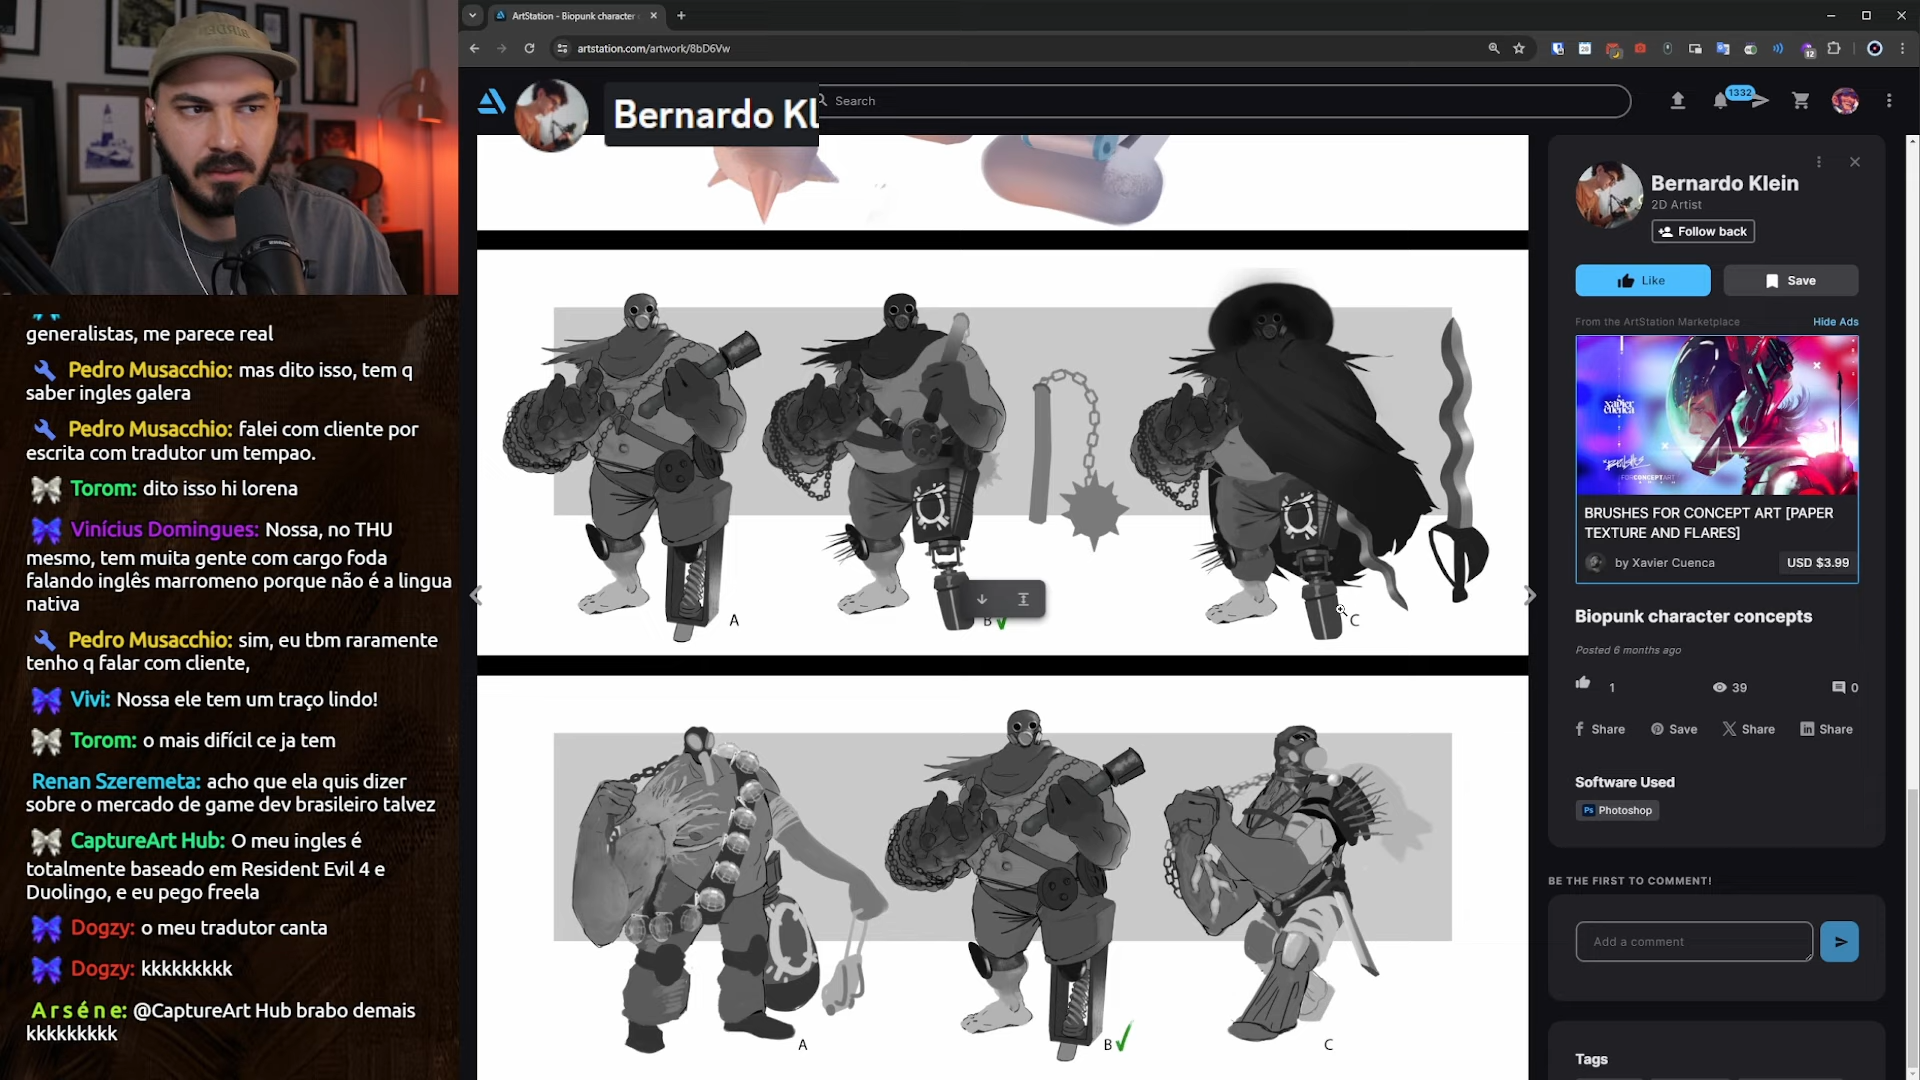 ArtStation - Biopunk character
artstation.com/artwork/8bD6Vw
12
Bernardo Kl
Search
1332
generalistas, me parece real
Pedro Musacchio: mas dito isso, tem q
saber ingles galera
Pedro Musacchio: falei com cliente por
escrita com tradutor um tempao.
Torom: dito isso hi lorena
Vinícius Domingues: Nossa, no THU
mesmo, tem muita gente com cargo foda
falando inglês marromeno porque não é a lingua
nativa
Pedro Musacchio: sim, eu tbm raramente
tenho q falar com cliente,
Vivi: Nossa ele tem um traço lindo!
Torom: o mais difícil ce ja tem
Renan Szeremeta: acho que ela quis dizer
sobre o mercado de game dev brasileiro talvez
CaptureArt Hub: O meu ingles é
totalmente baseado em Resident Evil 4 e
Duolingo, e eu pego freela
Dogzy: o meu tradutor canta
Dogzy: kkkkkkkkk
A r s é n e: @CaptureArt Hub brabo demais
kkkkkkkkk
A
B
C
A
B
C
Bernardo Klein
2D Artist
Follow back
Like
Save
From the ArtStation Marketplace
Hide Ads
xavier
cuenca
Brushes
FORCONCEPTART
BRUSHES FOR CONCEPT ART [PAPER
TEXTURE AND FLARES]
by Xavier Cuenca
USD $3.99
Biopunk character concepts
Posted 6 months ago
1
39
0
Share
Save
Share
Share
Software Used
Ps Photoshop
BE THE FIRST TO COMMENT!
Add a comment
Tags